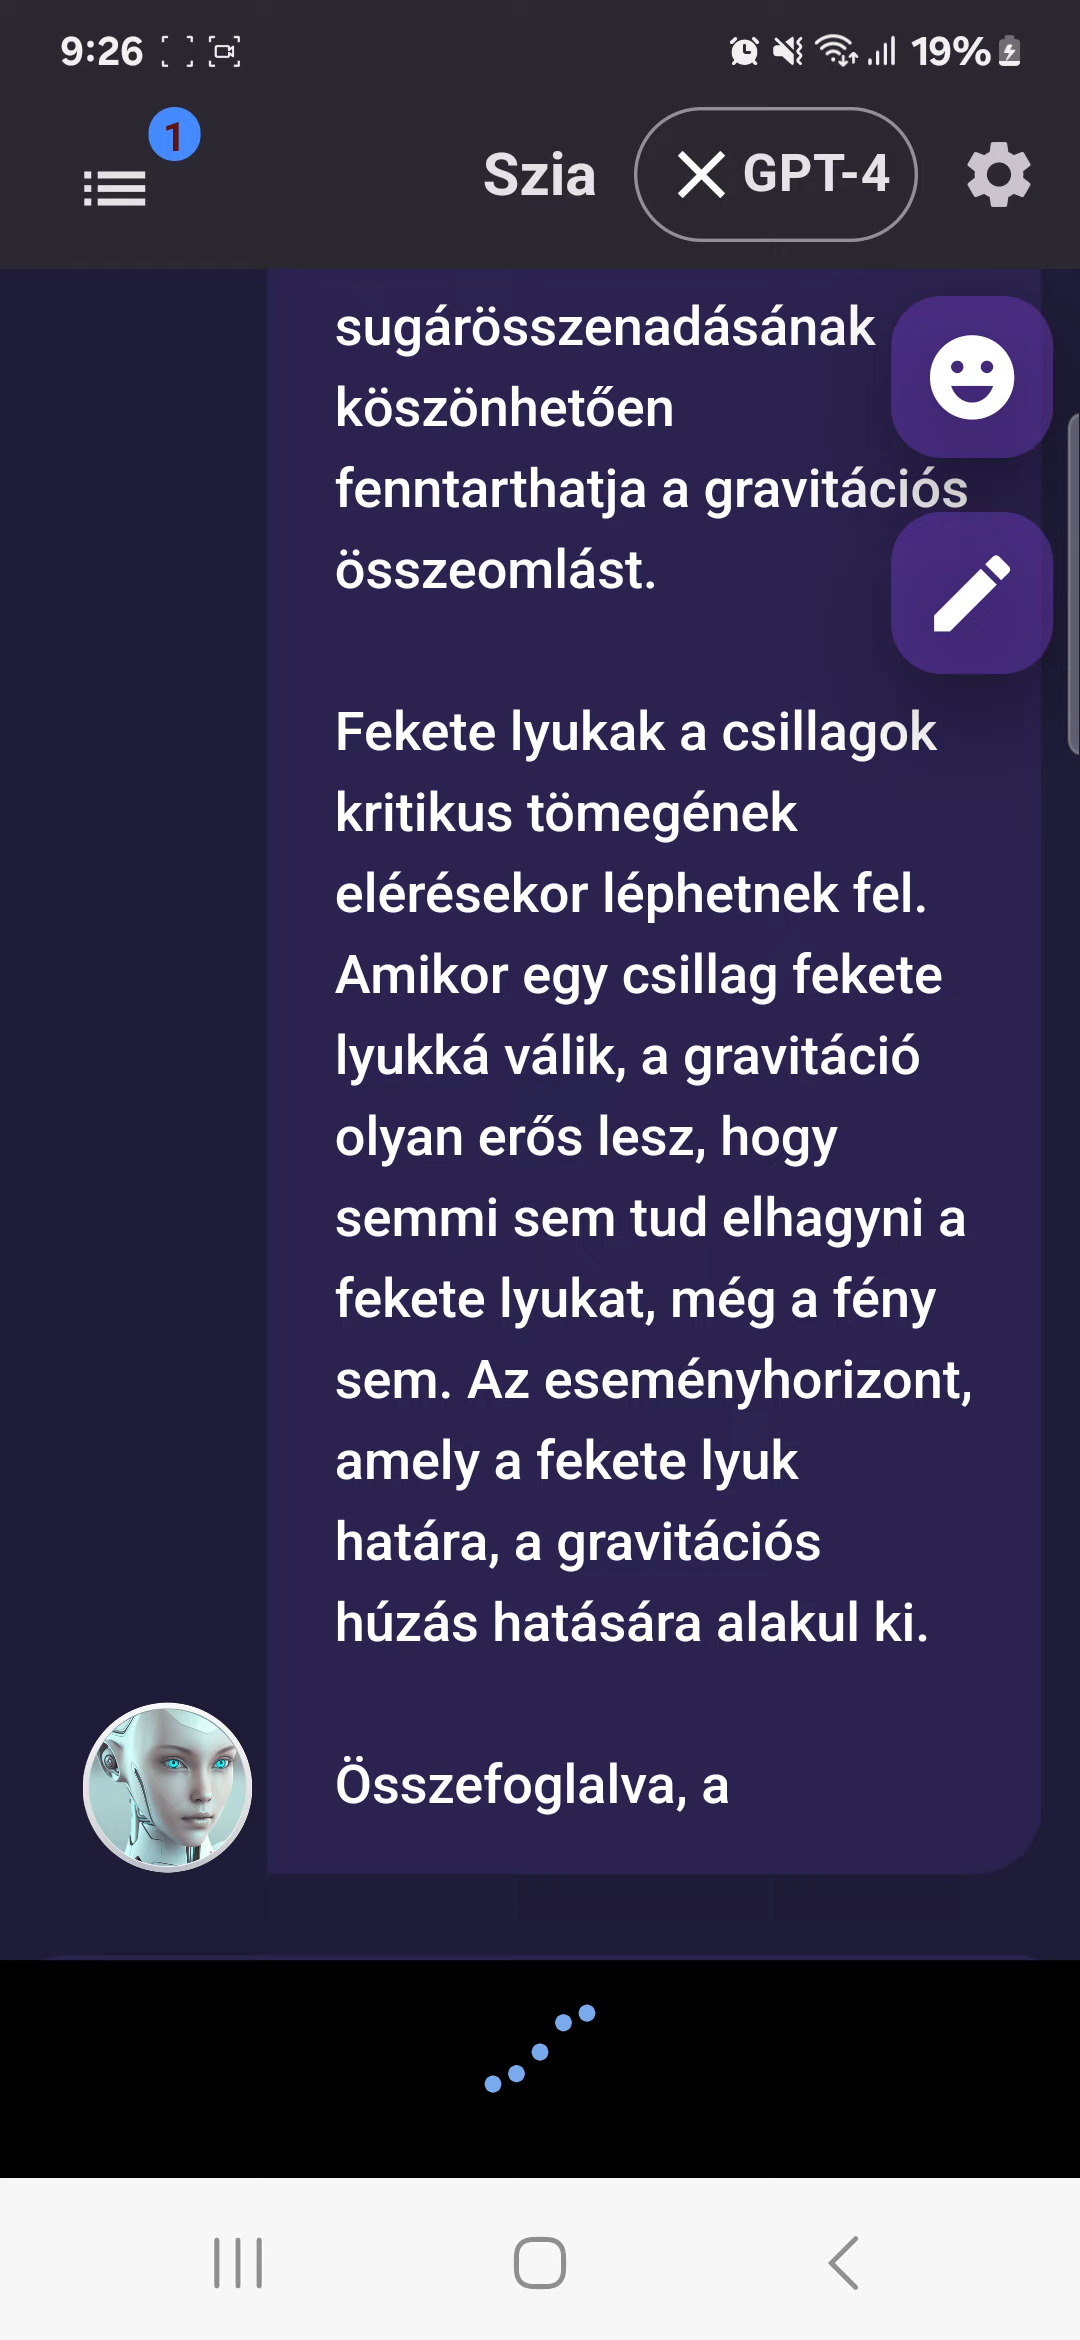 9:26 19%
1
Szia GPT-4
sugárösszenadásának
köszönhetően
fenntarthatja a gravitációs
összeomlást.
Fekete lyukak a csillagok
kritikus tömegének
elérésekor léphetnek fel.
Amikor egy csillag fekete
lyukká válik, a gravitáció
olyan erős lesz, hogy
semmi sem tud elhagyni a
fekete lyukat, még a fény
sem. Az eseményhorizont,
amely a fekete lyuk
határa, a gravitációs
húzás hatására alakul ki.
Összefoglalva, a